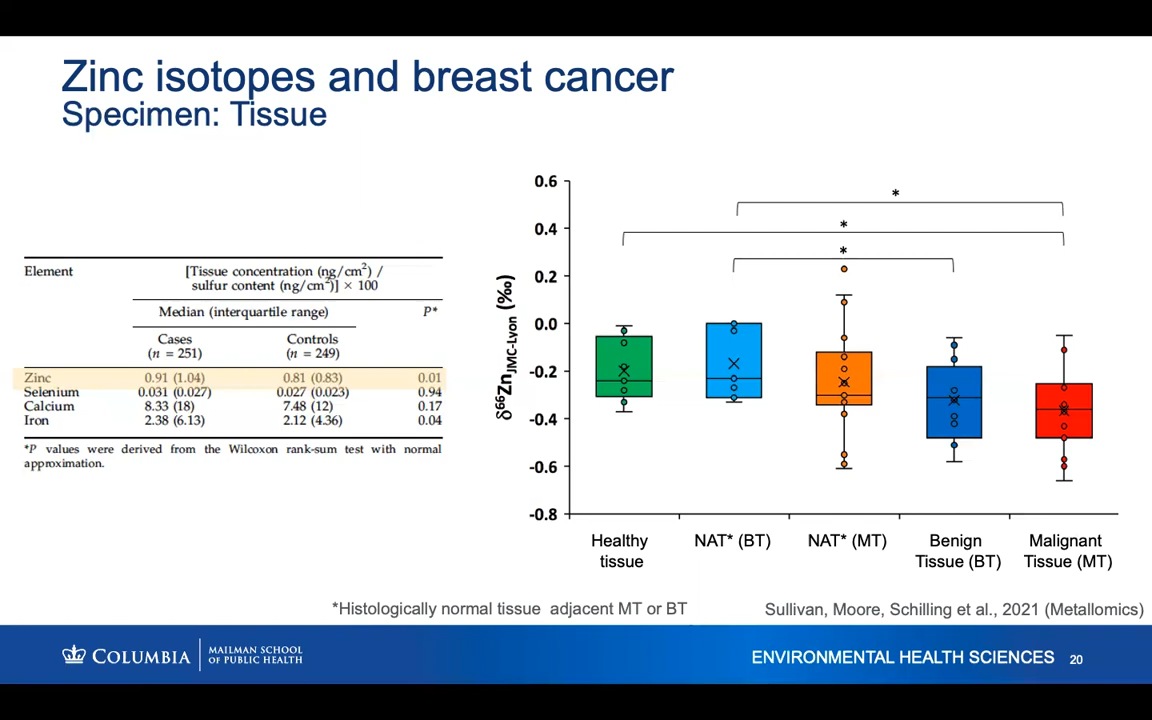 Zinc isotopes and breast cancer
Specimen: Tissue
Element
[Tissue concentration (ng/cm2) /
sulfur content (ng/cm2)] × 100
Median (interquartile range)
P*
Cases
(n = 251)
Controls
(n = 249)
Zinc 0.91 (1.04) 0.81 (0.83) 0.01
Selenium 0.031 (0.027) 0.027 (0.023) 0.94
Calcium 8.33 (18) 7.48 (12) 0.17
Iron 2.38 (6.13) 2.12 (4.36) 0.04
*P values were derived from the Wilcoxon rank-sum test with normal
approximation.
δ66ZnJMC-Lyon (‰)
0.6
0.4
0.2
0.0
-0.2
-0.4
-0.6
-0.8
*
*
*
Healthy
tissue
NAT* (BT)
NAT* (MT)
Benign
Tissue (BT)
Malignant
Tissue (MT)
*Histologically normal tissue adjacent MT or BT
Sullivan, Moore, Schilling et al., 2021 (Metallomics)
COLUMBIA
MAILMAN SCHOOL
OF PUBLIC HEALTH
ENVIRONMENTAL HEALTH SCIENCES 20